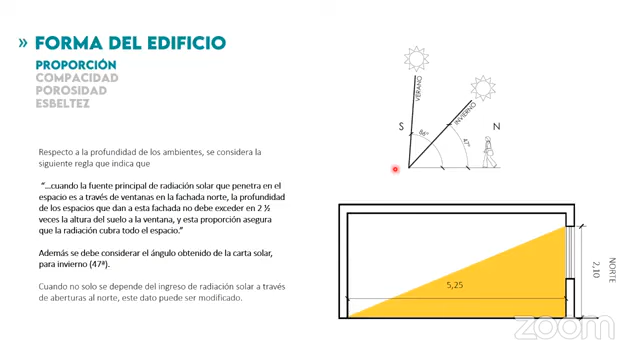 » FORMA DEL EDIFICIO
PROPORCIÓN
COMPACIDAD
POROSIDAD
ESBELTEZ
Respecto a la profundidad de los ambientes, se considera la
siguiente regla que indica que
"...cuando la fuente principal de radiación solar que penetra en el
espacio es a través de ventanas en la fachada norte, la profundidad
de los espacios que dan a esta fachada no debe exceder en 2 ½
veces la altura del suelo a la ventana, y esta proporción asegura
que la radiación cubra todo el espacio."
Además se debe considerar el ángulo obtenido de la carta solar,
para invierno (47º).
Cuando no solo se depende del ingreso de radiación solar a través
de aberturas al norte, este dato puede ser modificado.
VERANO
INVIERNO
S
N
86°
47°
5,25
2,10
NORTE
zoom